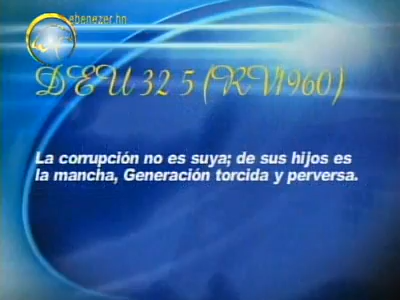 ebenezer.hn
DEU 32 5 (RV1960)
La corrupción no es suya; de sus hijos es
la mancha, Generación torcida y perversa.